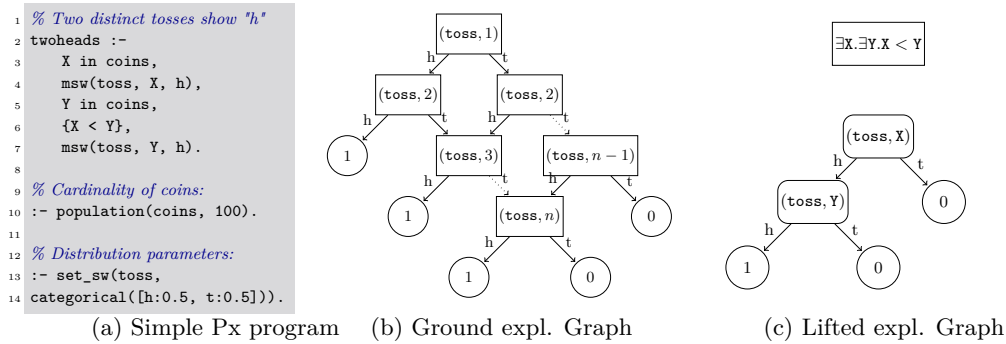 1 % Two distinct tosses show "h"
2 twoheads :-
3 X in coins,
4 msw(toss, X, h),
5 Y in coins,
6 {X < Y},
7 msw(toss, Y, h).
8
9 % Cardinality of coins:
10 :- population(coins, 100).
11
12 % Distribution parameters:
13 :- set_sw(toss,
14 categorical([h:0.5, t:0.5])).
(a) Simple Px program
(toss, 1)
h t
(toss, 2) (toss, 2)
h t h t
1 (toss, 3) (toss, n − 1)
h t h t
1 (toss, n) 0
h t
1 0
(b) Ground expl. Graph
∃X.∃Y.X < Y
(toss, X)
h t
(toss, Y) 0
h t
1 0
(c) Lifted expl. Graph